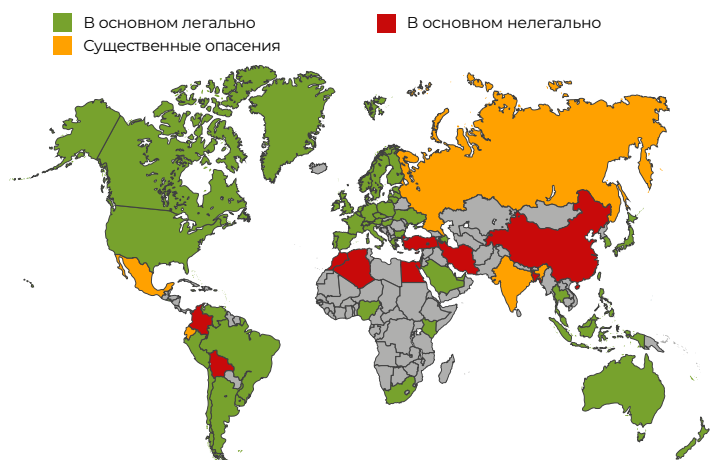 В основном легально
В основном нелегально
Существенные опасения